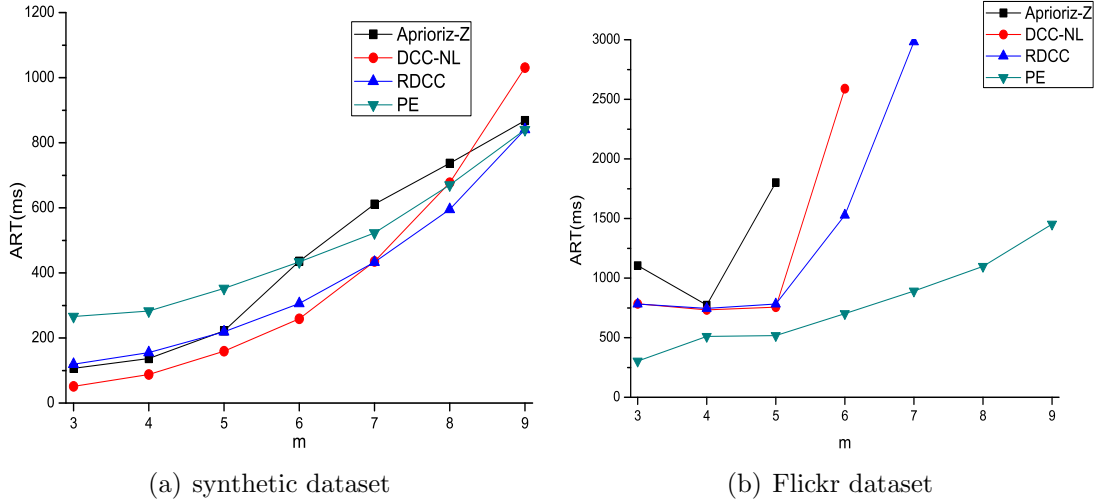 1200
1000
800
600
400
200
0
ART(ms)
3 4 5 6 7 8 9
m
Aprioriz-Z
DCC-NL
RDCC
PE
(a) synthetic dataset
3000
2500
2000
1500
1000
500
0
ART(ms)
3 4 5 6 7 8 9
m
Aprioriz-Z
DCC-NL
RDCC
PE
(b) Flickr dataset